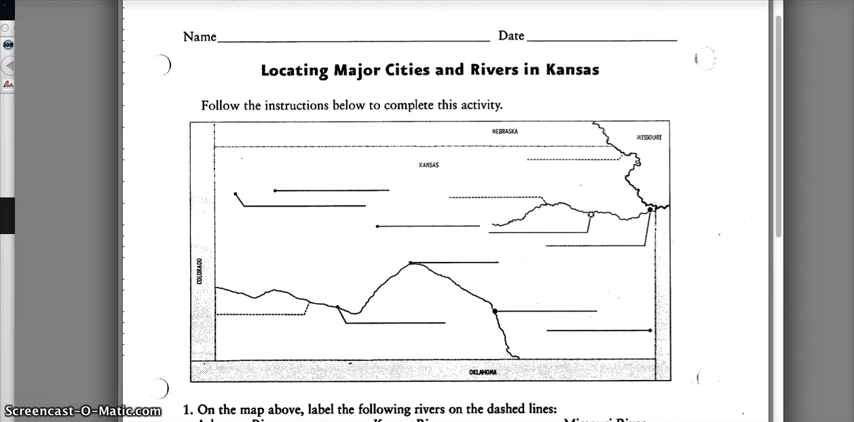 Name Date
Locating Major Cities and Rivers in Kansas
Follow the instructions below to complete this activity.
NEBRASKA
MISSOURI
KANSAS
COLORADO
OKLAHOMA
1. On the map above, label the following rivers on the dashed lines:
Screencast-O-Matic.com